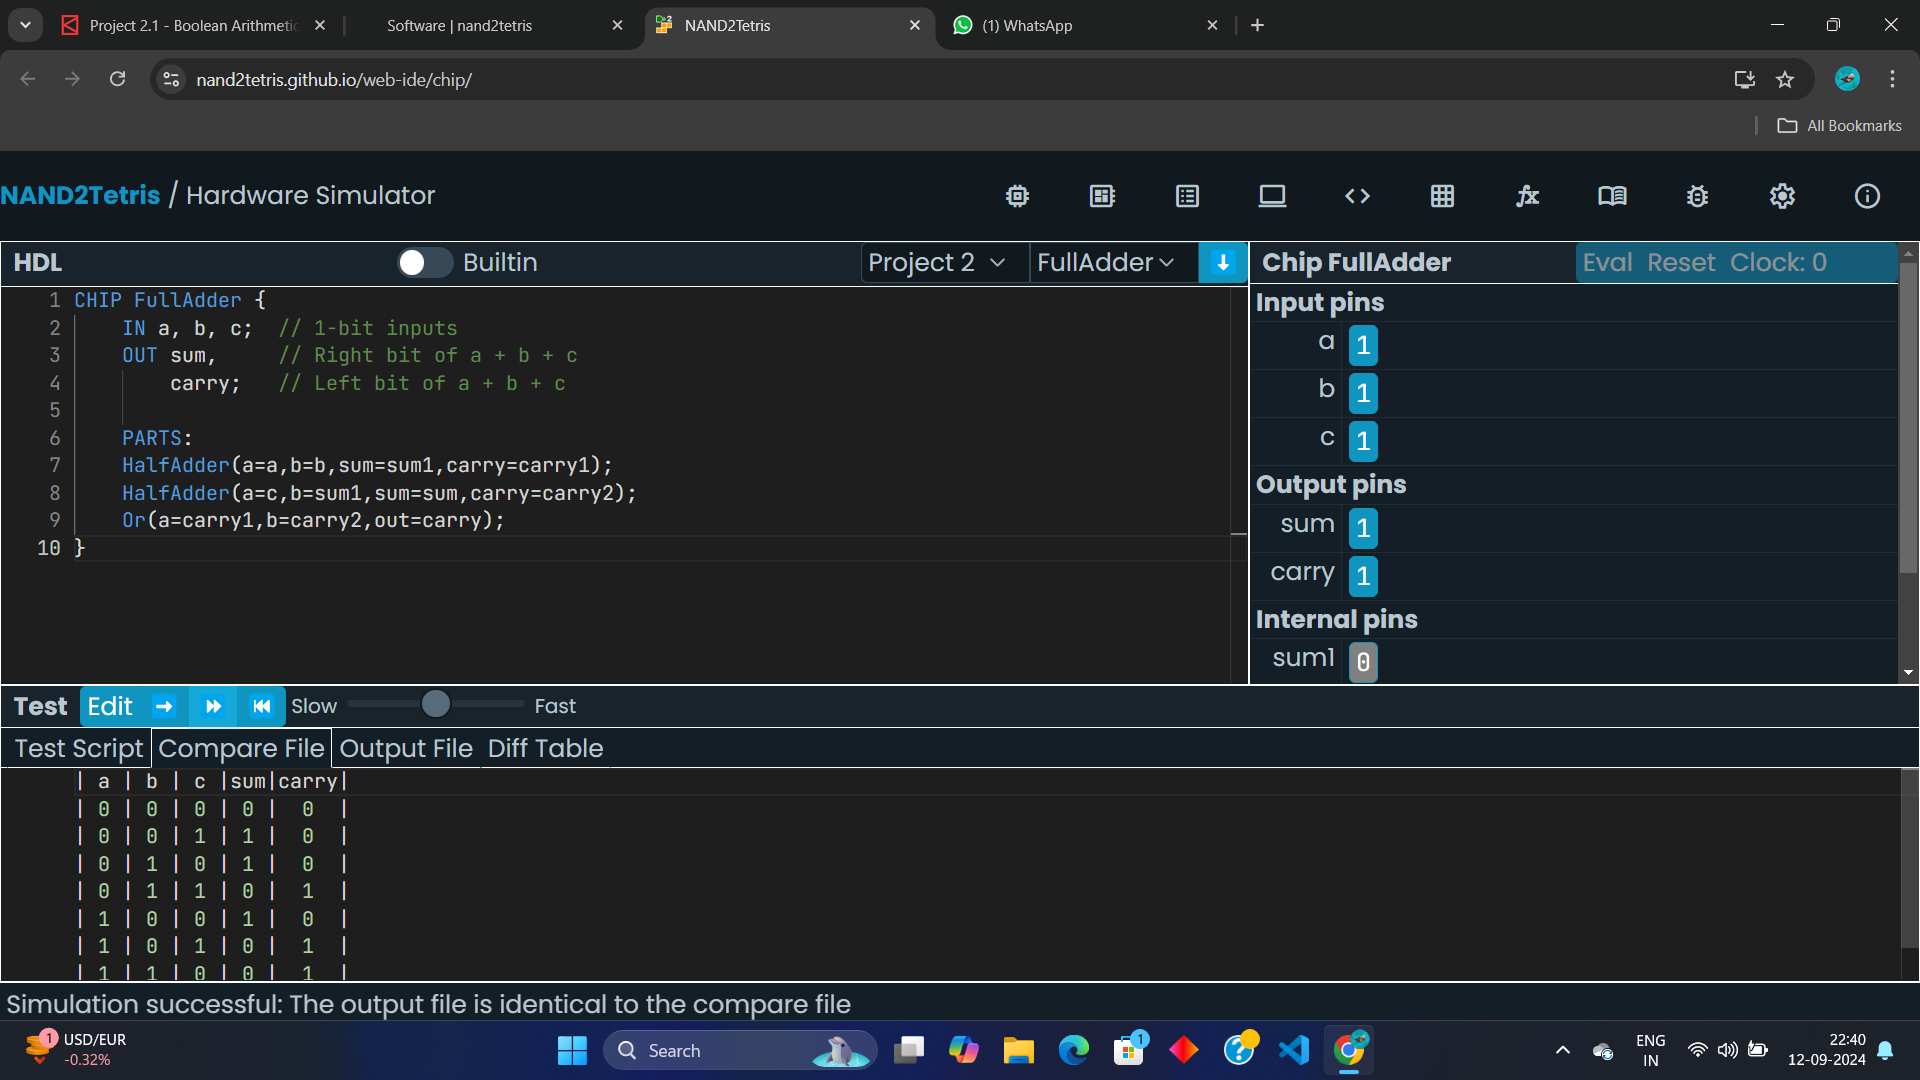 Project 2.1 - Boolean Arithmetic
Software | nand2tetris
NAND2Tetris
(1) WhatsApp
nand2tetris.github.io/web-ide/chip/
All Bookmarks
NAND2Tetris / Hardware Simulator
HDL
Builtin
Project 2
FullAdder
1 CHIP FullAdder {
2 IN a, b, c; // 1-bit inputs
3 OUT sum, // Right bit of a + b + c
4 carry; // Left bit of a + b + c
5
6 PARTS:
7 HalfAdder(a=a,b=b,sum=sum1,carry=carry1);
8 HalfAdder(a=c,b=sum1,sum=sum,carry=carry2);
9 Or(a=carry1,b=carry2,out=carry);
10 }
Chip FullAdder
Eval Reset Clock: 0
Input pins
a 1
b 1
c 1
Output pins
sum 1
carry 1
Internal pins
sum1 0
Test Edit Slow Fast
Test Script Compare File Output File Diff Table
| a | b | c |sum|carry|
| 0 | 0 | 0 | 0 | 0 |
| 0 | 0 | 1 | 1 | 0 |
| 0 | 1 | 0 | 1 | 0 |
| 0 | 1 | 1 | 0 | 1 |
| 1 | 0 | 0 | 1 | 0 |
| 1 | 0 | 1 | 0 | 1 |
| 1 | 1 | 0 | 0 | 1 |
Simulation successful: The output file is identical to the compare file
1
USD/EUR
-0.32%
Search
1
ENG
IN
22:40
12-09-2024